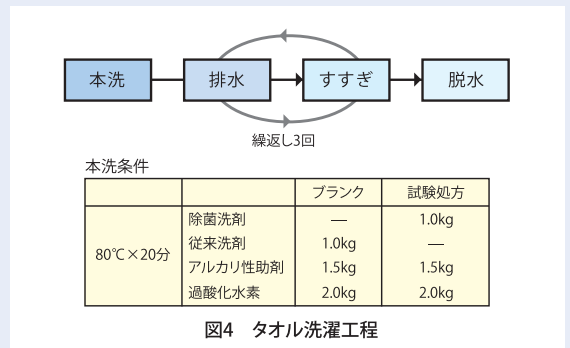 本洗 排水 すすぎ 脱水
繰返し3回
本洗条件
ブランク 試験処方
80℃×20分
除菌洗剤 — 1.0kg
従来洗剤 1.0kg —
アルカリ性助剤 1.5kg 1.5kg
過酸化水素 2.0kg 2.0kg
図4 タオル洗濯工程